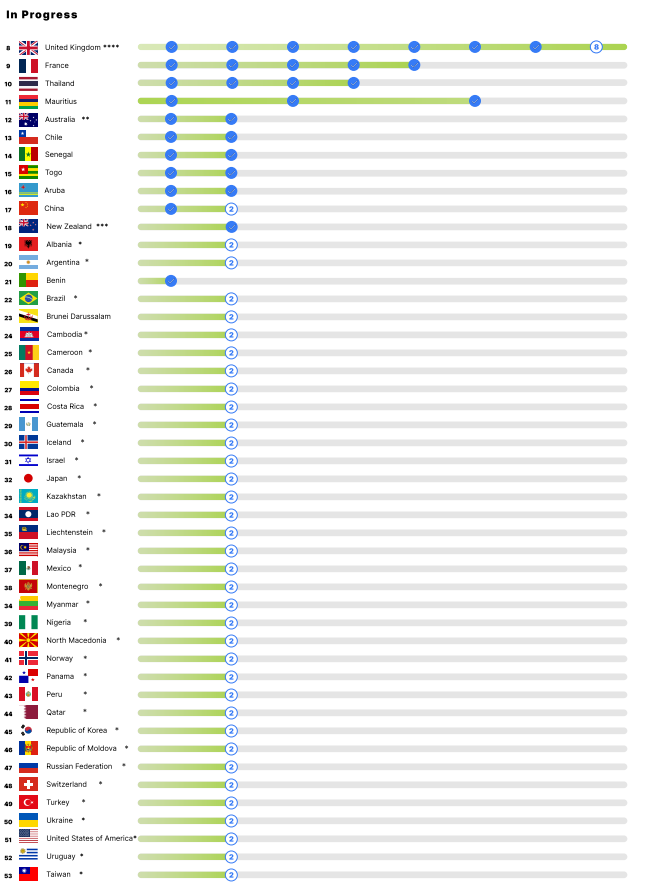 In Progress
8 United Kingdom **** 8
9 France
10 Thailand
11 Mauritius
12 Australia **
13 Chile
14 Senegal
15 Togo
16 Aruba
17 China 2
18 New Zealand ***
19 Albania * 2
20 Argentina * 2
21 Benin
22 Brazil * 2
23 Brunei Darussalam 2
24 Cambodia * 2
25 Cameroon * 2
26 Canada * 2
27 Colombia * 2
28 Costa Rica * 2
29 Guatemala * 2
30 Iceland * 2
31 Israel * 2
32 Japan * 2
33 Kazakhstan * 2
34 Lao PDR * 2
35 Liechtenstein * 2
36 Malaysia * 2
37 Mexico * 2
38 Montenegro * 2
34 Myanmar * 2
39 Nigeria * 2
40 North Macedonia * 2
41 Norway * 2
42 Panama * 2
43 Peru * 2
44 Qatar * 2
45 Republic of Korea * 2
46 Republic of Moldova * 2
47 Russian Federation * 2
48 Switzerland * 2
49 Turkey * 2
50 Ukraine * 2
51 United States of America* 2
52 Uruguay * 2
53 Taiwan * 2